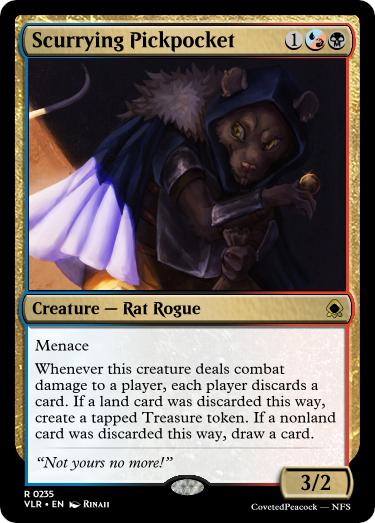 Scurrying Pickpocket 1
Creature — Rat Rogue
Menace
Whenever this creature deals combat
damage to a player, each player discards a
card. If a land card was discarded this way,
create a tapped Treasure token. If a nonland
card was discarded this way, draw a card.
“Not yours no more!”
3/2
R 0235
VLR • EN Rinaii CovetedPeacock — NFS